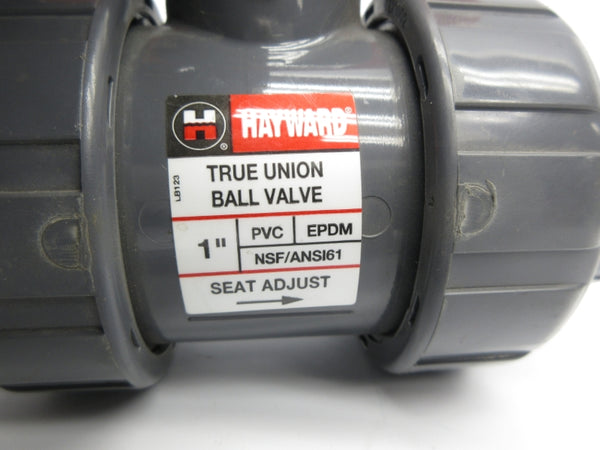 H ® HAYWARD®
LB123
TRUE UNION
BALL VALVE
1" PVC EPDM
NSF/ANSI61
SEAT ADJUST